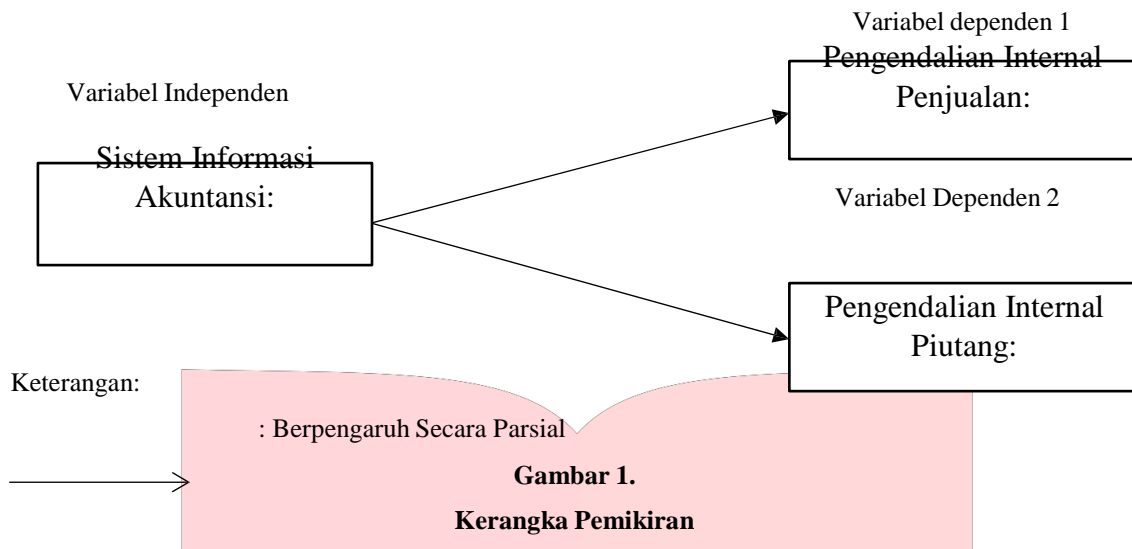 Variabel dependen 1
Pengendalian Internal
Penjualan:
Variabel Independen
Sistem Informasi
Akuntansi:
Variabel Dependen 2
Pengendalian Internal
Piutang:
Keterangan:
: Berpengaruh Secara Parsial
Gambar 1.
Kerangka Pemikiran